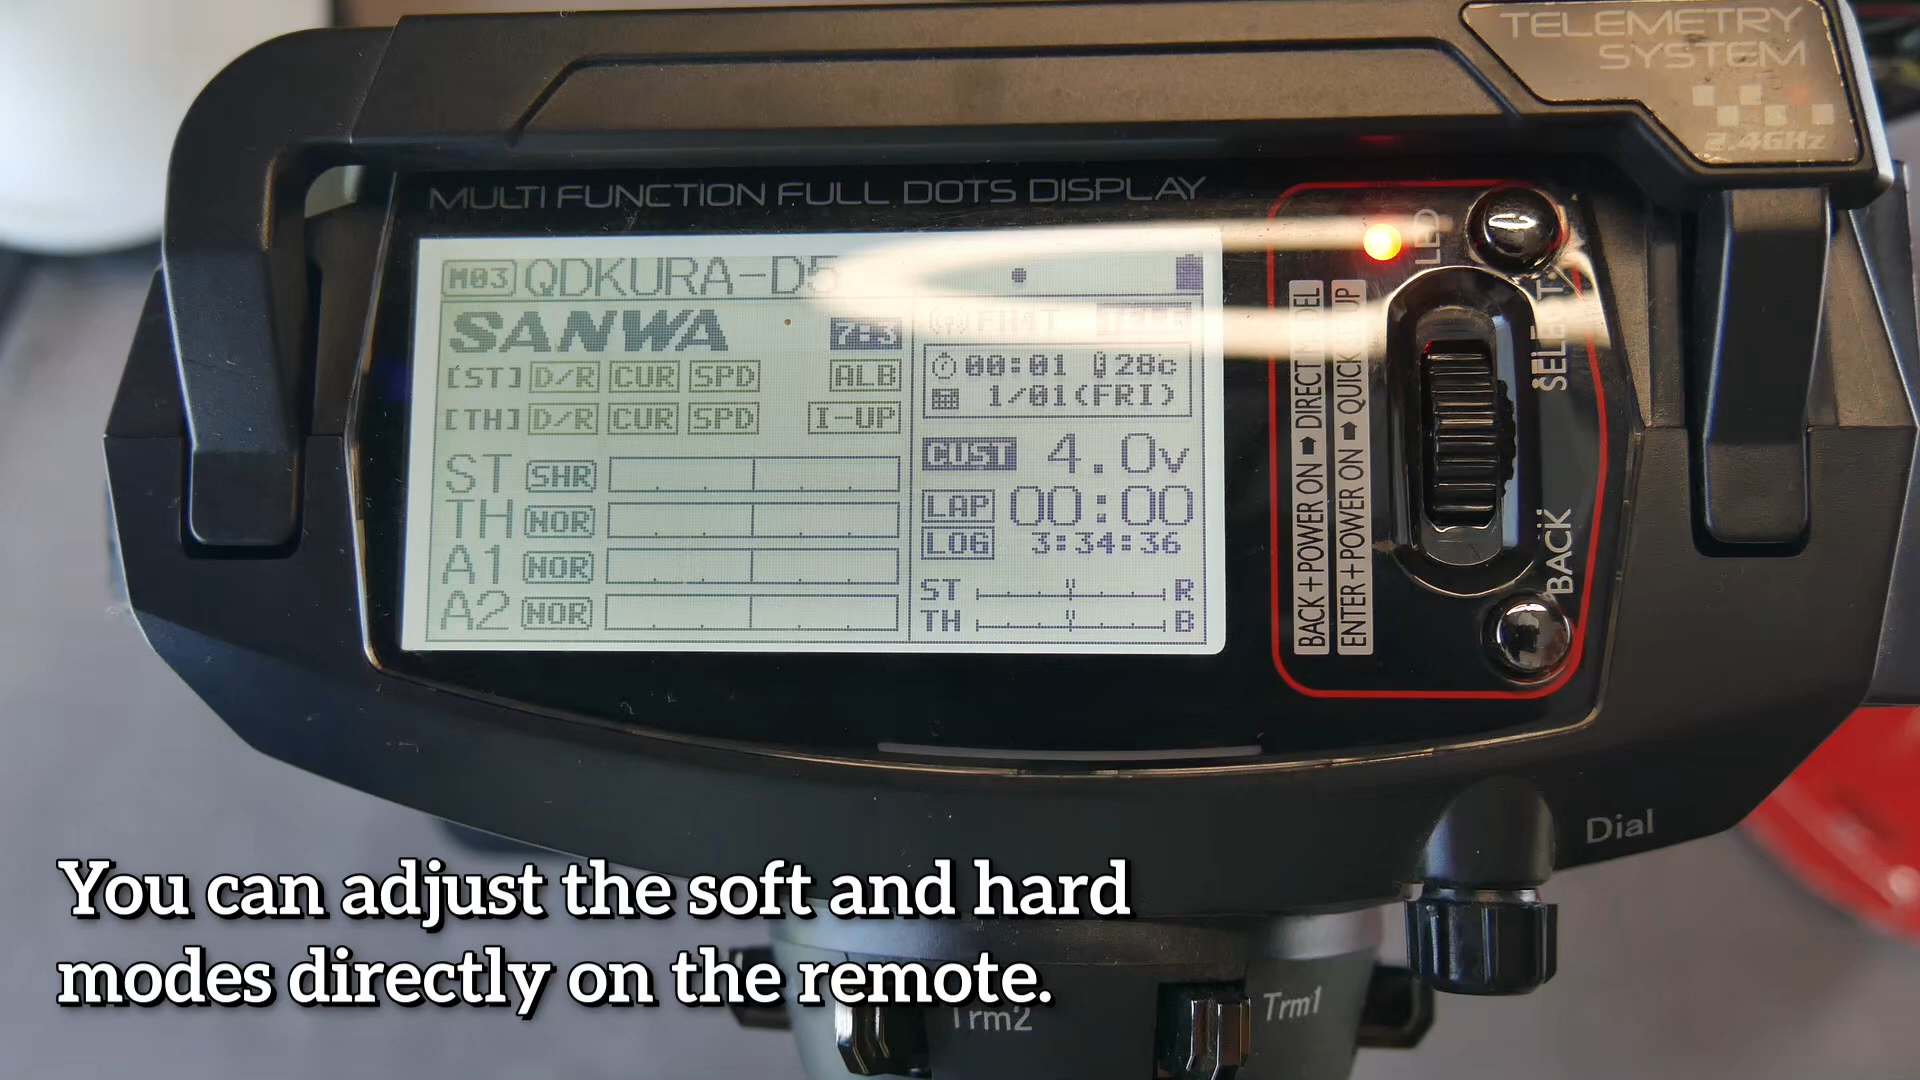 TELEMETRY
SYSTEM
2.4GHz
MULTI FUNCTION FULL DOTS DISPLAY
M03 QDKURA-D5
SANWA
703
FH4T TELE
[ST] D/R CUR SPD ALB
[TH] D/R CUR SPD I-UP
00:01 28c
1/01(FRI)
ST SHR
TH NOR
A1 NOR
A2 NOR
CUST 4.0v
LAP 00:00
LOG 3:34:36
ST R
TH B
LED
SELECT
BACK
BACK+POWER ON ➡ DIRECT MODEL
ENTER+POWER ON ➡ QUICK SETUP
Dial
You can adjust the soft and hard
modes directly on the remote.
Trm2
Trm1